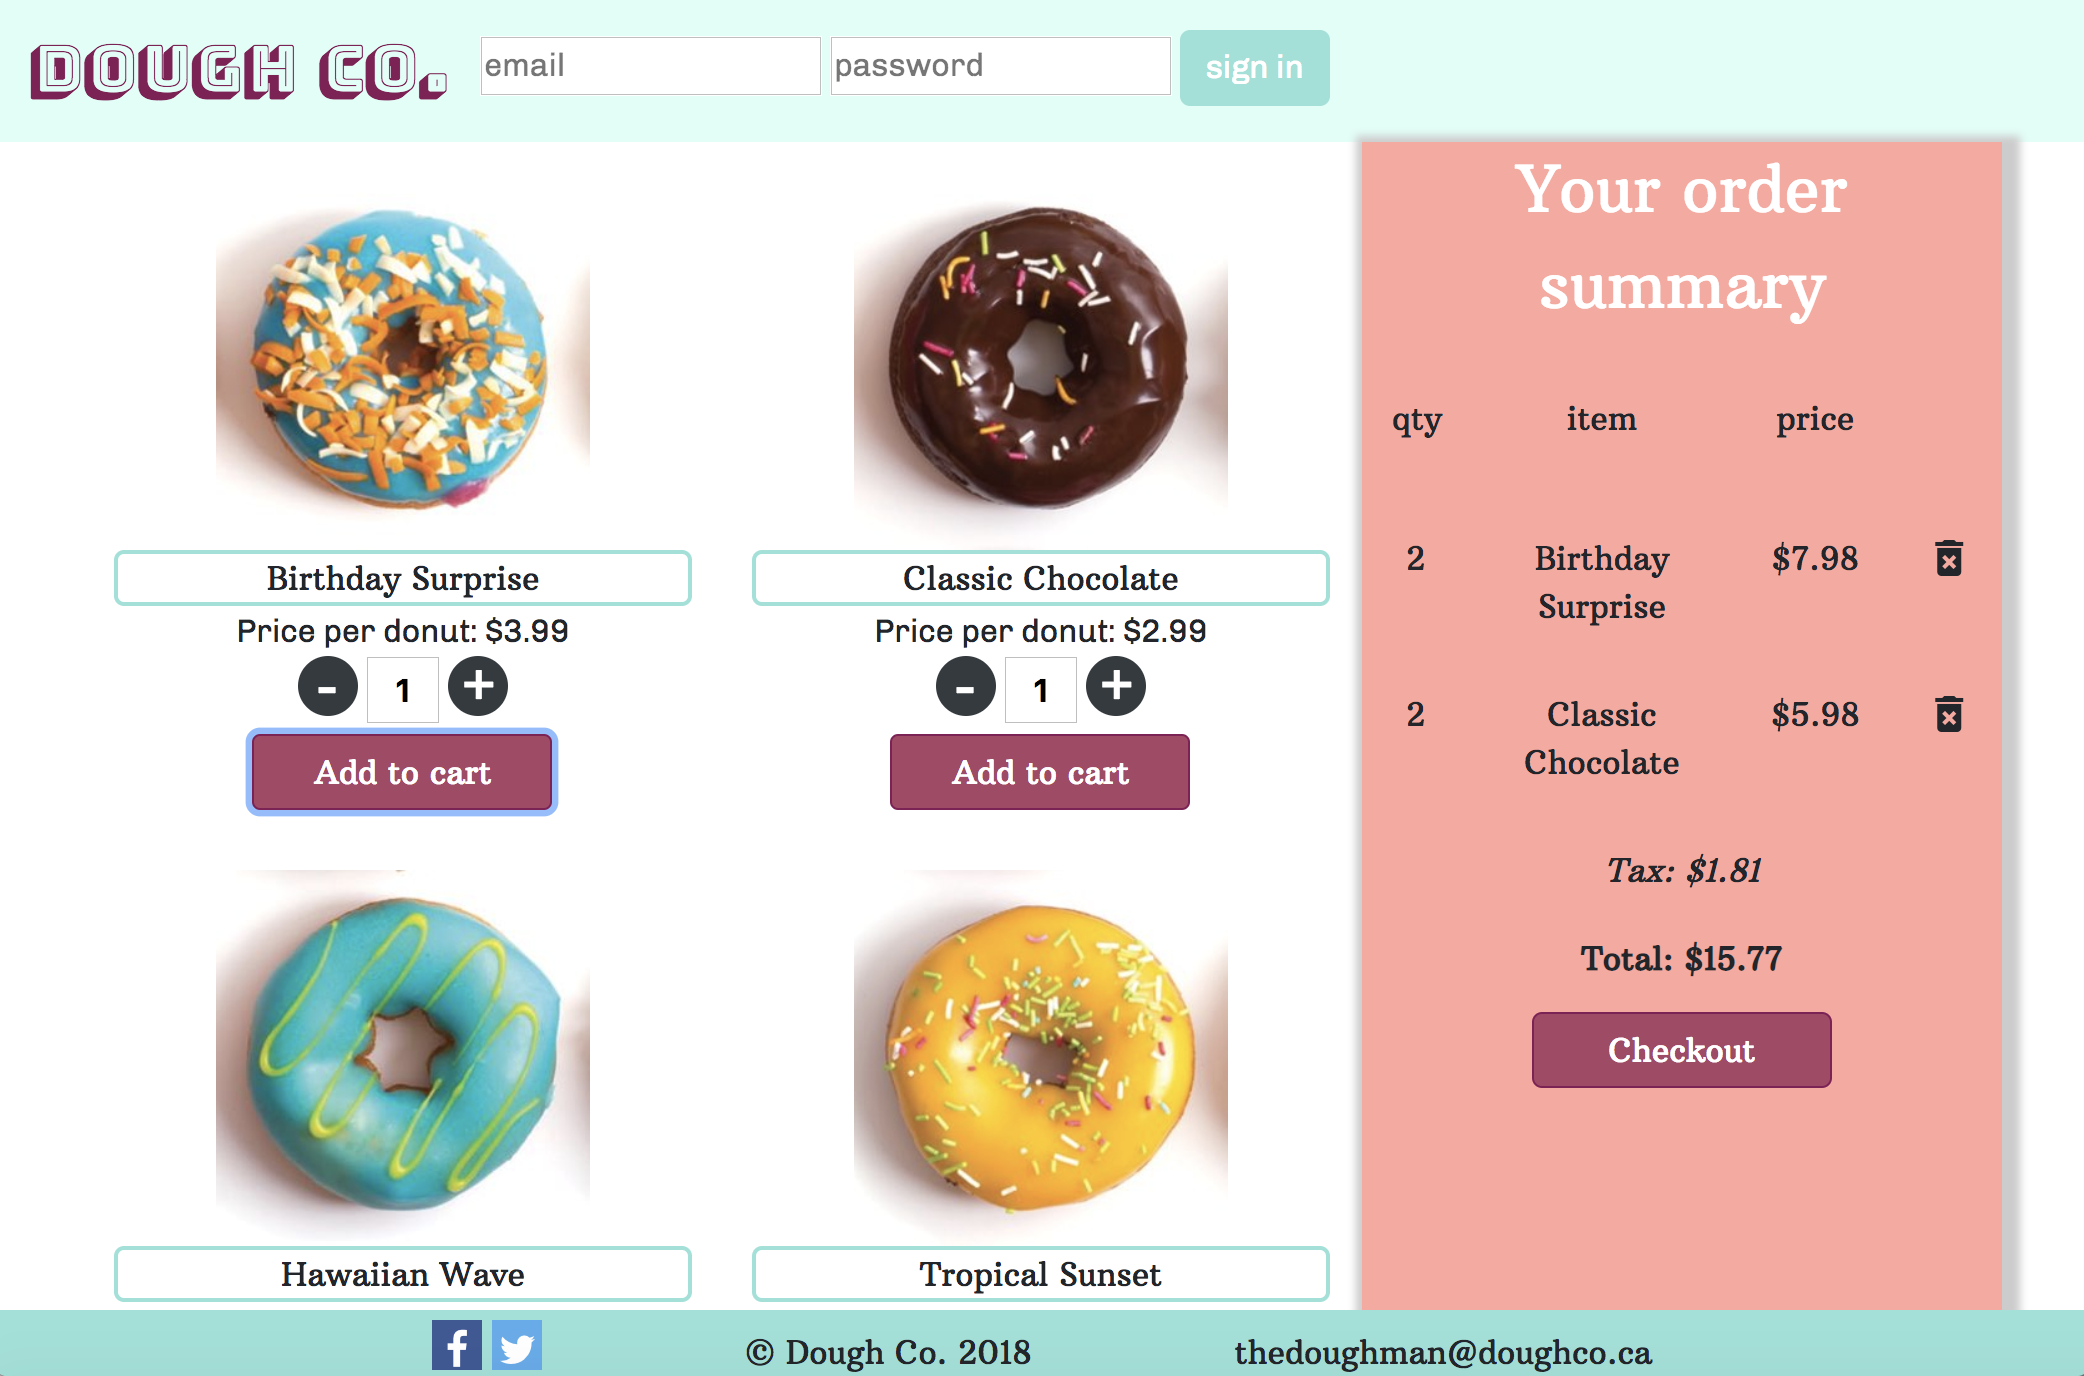 DOUGH CO.
email
password
sign in
Birthday Surprise
Price per donut: $3.99
- 1 +
Add to cart
Classic Chocolate
Price per donut: $2.99
- 1 +
Add to cart
Hawaiian Wave
Tropical Sunset
Your order
summary
qty item price
2 Birthday Surprise $7.98
2 Classic Chocolate $5.98
Tax: $1.81
Total: $15.77
Checkout
© Dough Co. 2018
thedoughman@doughco.ca